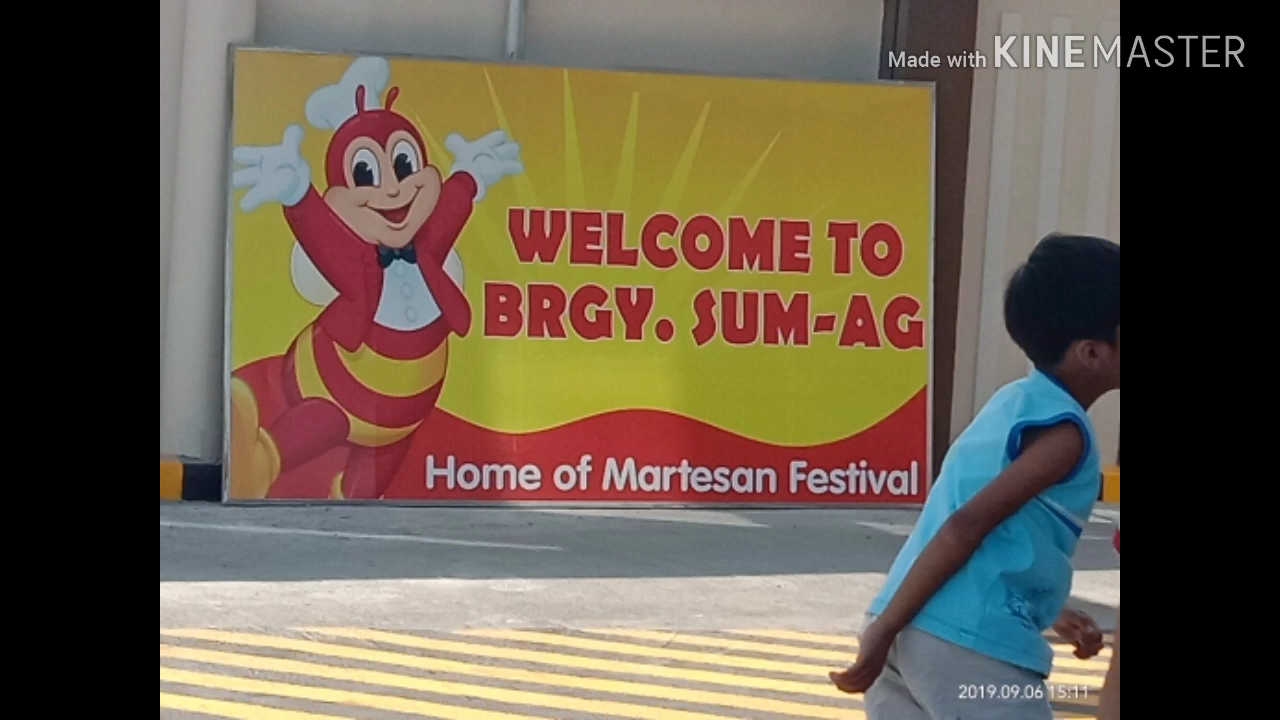 Made with KINEMASTER
WELCOME TO
BRGY. SUM-AG
Home of Martesan Festival
2019.09.06 15:11